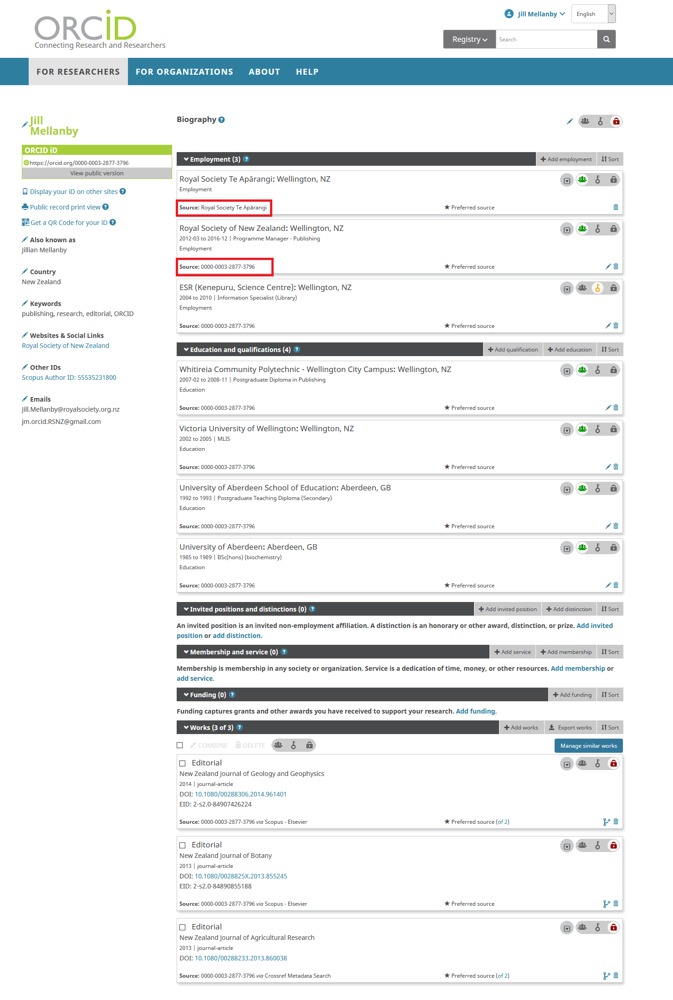 ORCiD
Connecting Research and Researchers
Jill Mellanby
English
Registry
Search
FOR RESEARCHERS
FOR ORGANIZATIONS
ABOUT
HELP
Jill
Mellanby
ORCID iD
iD https://orcid.org/0000-0003-2877-3796
View public version
Display your iD on other sites ?
Public record print view ?
Get a QR Code for your iD ?
Also known as
Jillian Mellanby
Country
New Zealand
Keywords
publishing, research, editorial, ORCID
Websites & Social Links
Royal Society of New Zealand
Other IDs
Scopus Author ID: 55535231800
Emails
Jill.Mellanby@royalsociety.org.nz
jm.orcid.RSNZ@gmail.com
Biography ?
Employment (3) ? Add employment Sort
Royal Society Te Apārangi: Wellington, NZ
Employment
Source: Royal Society Te Apārangi ★ Preferred source
Royal Society of New Zealand: Wellington, NZ
2012-03 to 2016-12 | Programme Manager - Publishing
Employment
Source: 0000-0003-2877-3796 ★ Preferred source
ESR (Kenepuru, Science Centre): Wellington, NZ
2004 to 2010 | Information Specialist (Library)
Employment
Source: 0000-0003-2877-3796 ★ Preferred source
Education and qualifications (4) ? Add qualification Add education Sort
Whitireia Community Polytechnic - Wellington City Campus: Wellington, NZ
2007-02 to 2008-11 | Postgraduate Diploma in Publishing
Education
Source: 0000-0003-2877-3796 ★ Preferred source
Victoria University of Wellington: Wellington, NZ
2002 to 2005 | MLIS
Education
Source: 0000-0003-2877-3796 ★ Preferred source
University of Aberdeen School of Education: Aberdeen, GB
1992 to 1993 | Postgraduate Teaching Diploma (Secondary)
Education
Source: 0000-0003-2877-3796 ★ Preferred source
University of Aberdeen: Aberdeen, GB
1985 to 1989 | BSc(hons) (biochemistry)
Education
Source: 0000-0003-2877-3796 ★ Preferred source
Invited positions and distinctions (0) ? Add invited position Add distinction Sort
An invited position is an invited non-employment affiliation. A distinction is an honorary or other award, distinction, or prize. Add invited
position or add distinction.
Membership and service (0) ? Add service Add membership Sort
Membership is membership in any society or organization. Service is a dedication of time, money, or other resources. Add membership or
add service.
Funding (0) ? Add funding Sort
Funding captures grants and other awards you have received to support your research. Add funding.
Works (3 of 3) ? Add works Export works Sort
COMBINE DELETE Manage similar works
Editorial
New Zealand Journal of Geology and Geophysics
2014 | journal-article
DOI: 10.1080/00288306.2014.961401
EID: 2-s2.0-84907426224
Source: 0000-0003-2877-3796 via Scopus - Elsevier ★ Preferred source (of 2)
Editorial
New Zealand Journal of Botany
2013 | journal-article
DOI: 10.1080/0028825X.2013.855245
EID: 2-s2.0-84890855188
Source: 0000-0003-2877-3796 via Scopus - Elsevier ★ Preferred source
Editorial
New Zealand Journal of Agricultural Research
2013 | journal-article
DOI: 10.1080/00288233.2013.860038
Source: 0000-0003-2877-3796 via Crossref Metadata Search ★ Preferred source (of 2)